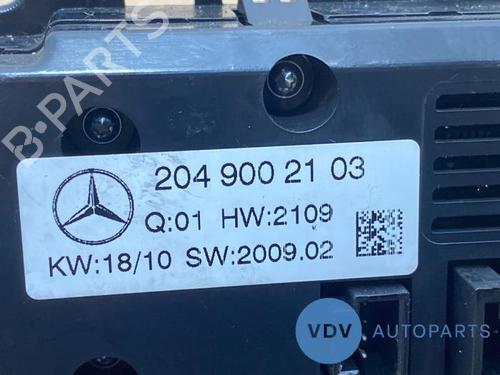 B-PARTS
204 900 21 03
Q:01 HW:2109
KW:18/10 SW:2009.02
VDV AUTOPARTS